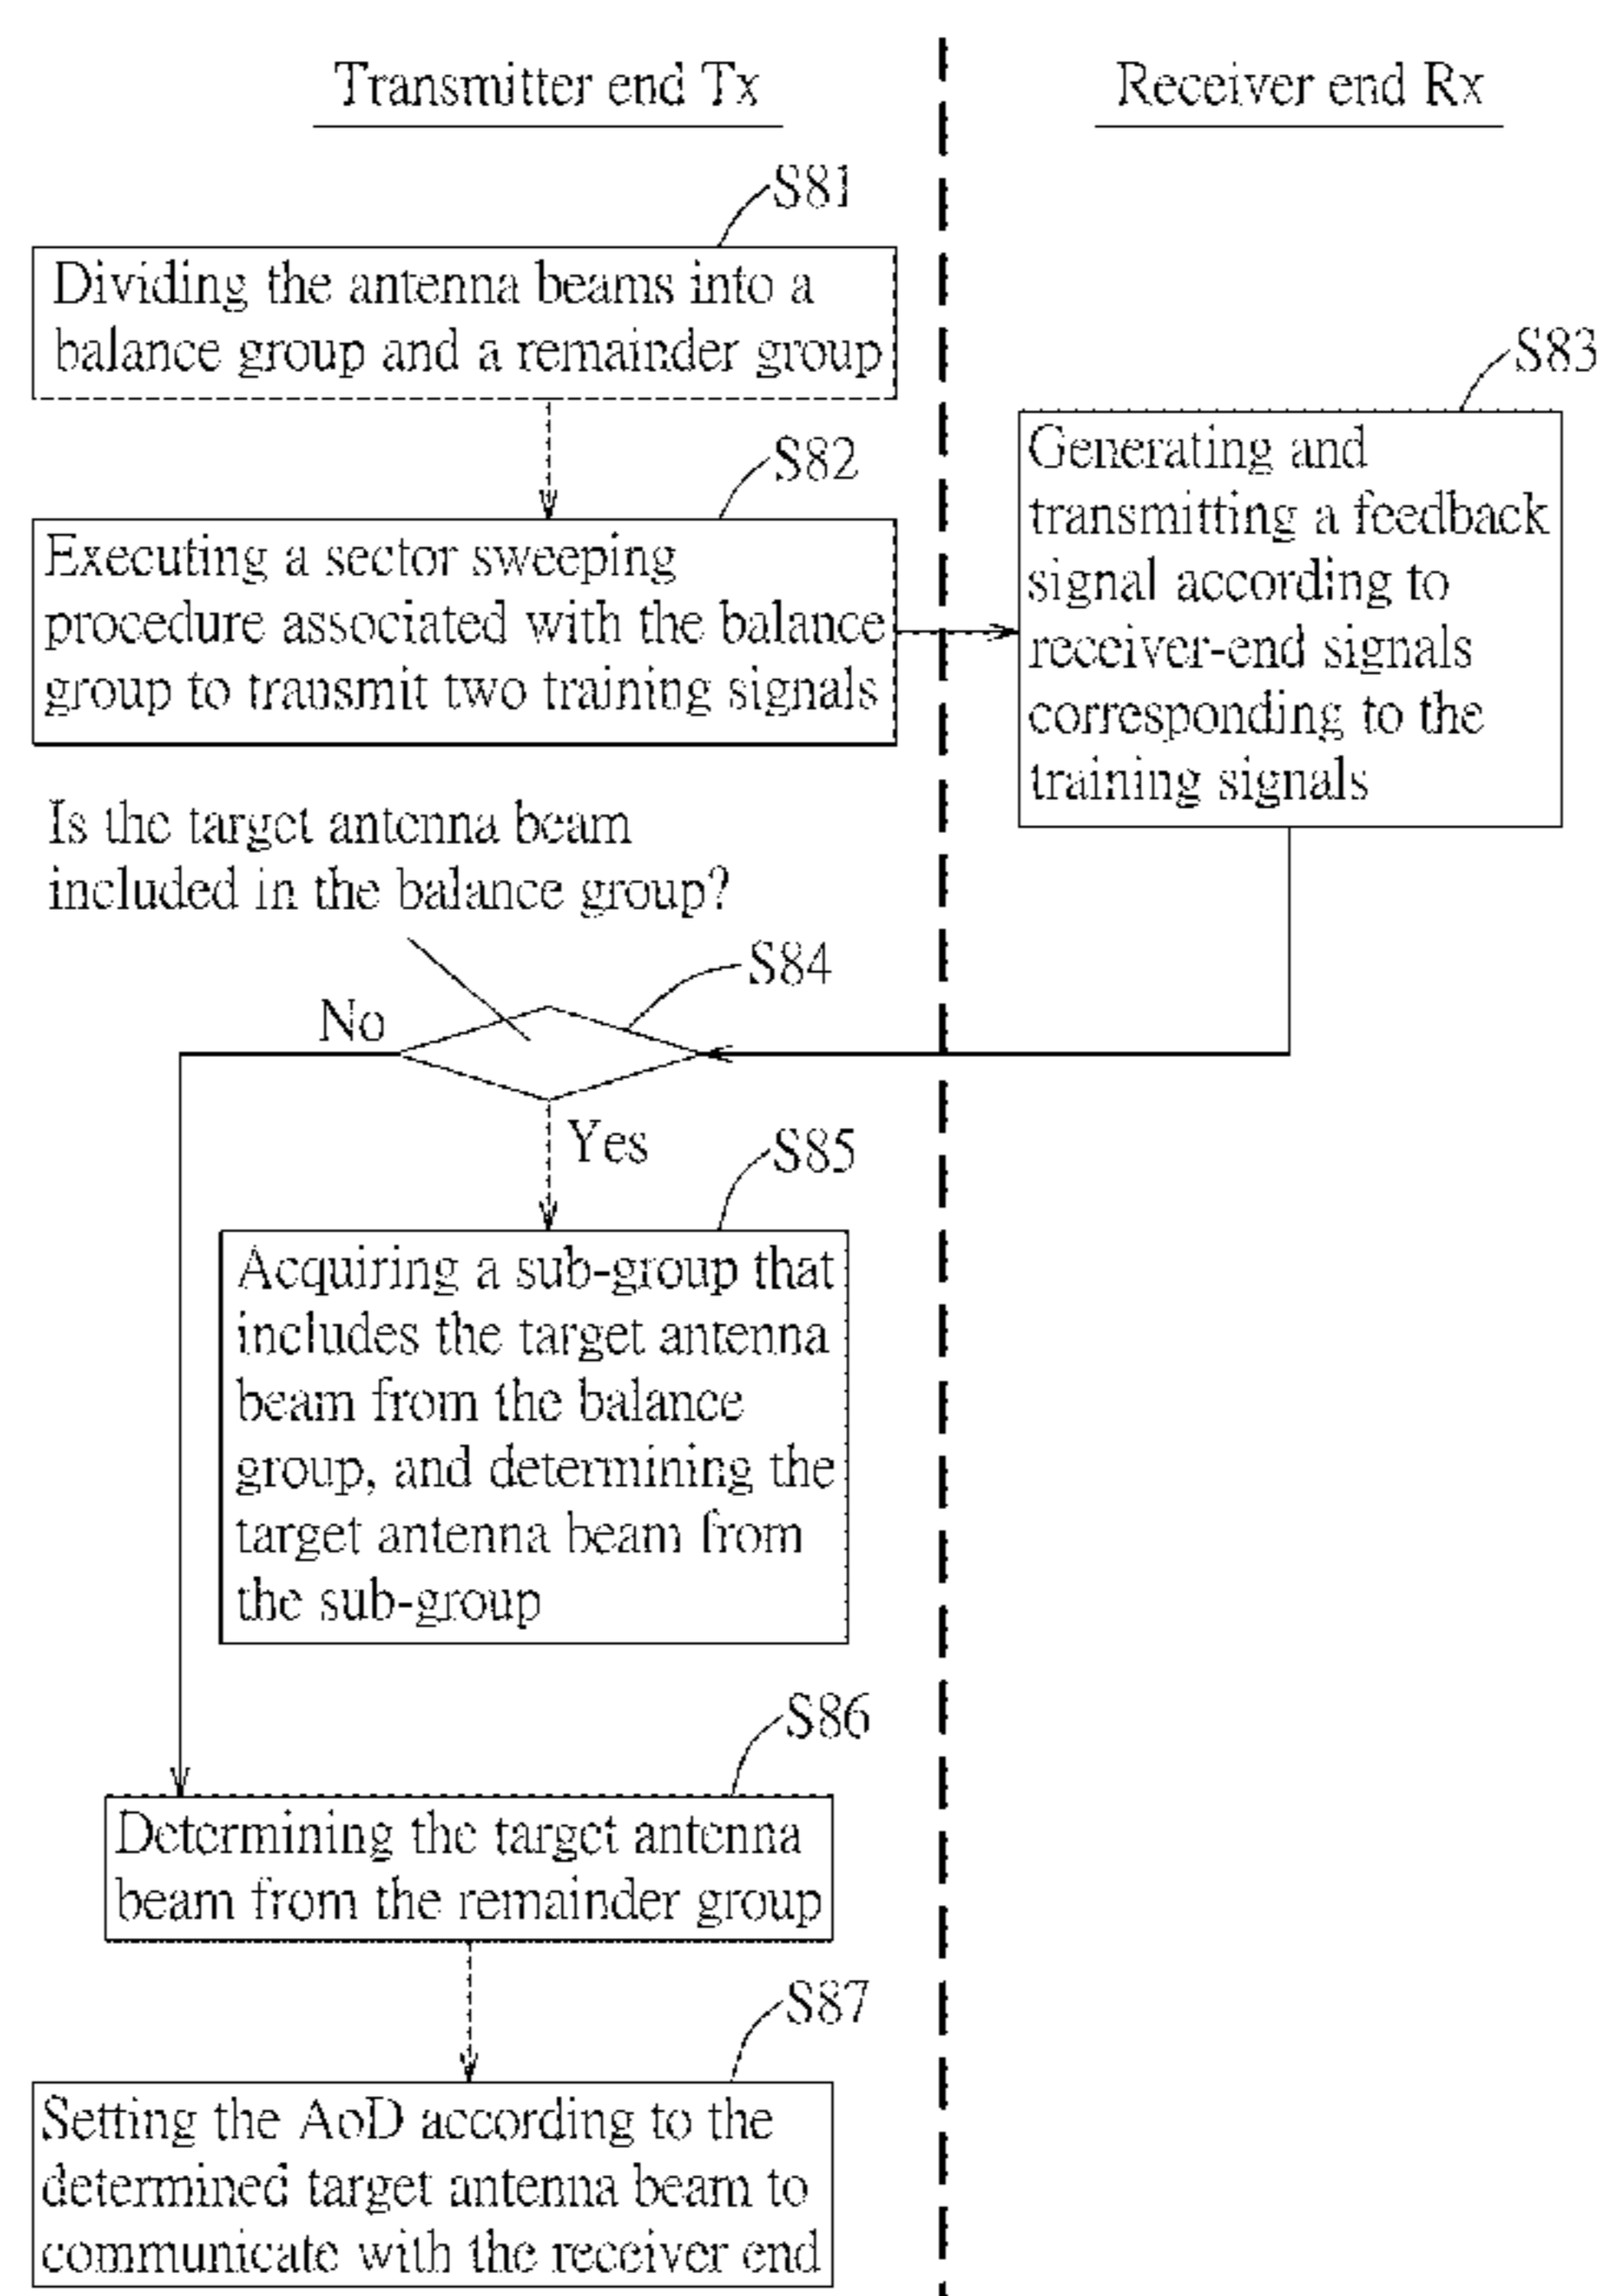 Transmitter end Tx
Receiver end Rx
S81
Dividing the antenna beams into a
balance group and a remainder group
S82
Executing a sector sweeping
procedure associated with the balance
group to transmit two training signals
S83
Generating and
transmitting a feedback
signal according to
receiver-end signals
corresponding to the
training signals
Is the target antenna beam
included in the balance group?
S84
No
Yes
S85
Acquiring a sub-group that
includes the target antenna
beam from the balance
group, and determining the
target antenna beam from
the sub-group
S86
Determining the target antenna
beam from the remainder group
S87
Setting the AoD according to the
determined target antenna beam to
communicate with the receiver end